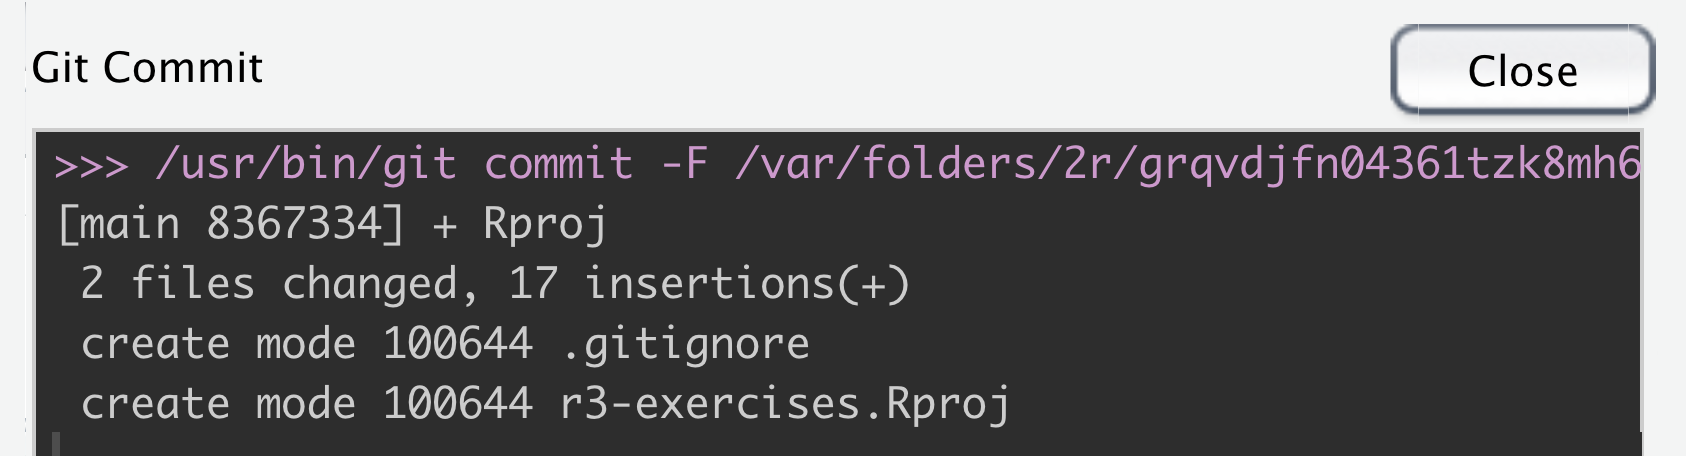 Git Commit
Close
>>> /usr/bin/git commit -F /var/folders/2r/grqvdjfn04361tzk8mh6
[main 8367334] + Rproj
 2 files changed, 17 insertions(+)
 create mode 100644 .gitignore
 create mode 100644 r3-exercises.Rproj